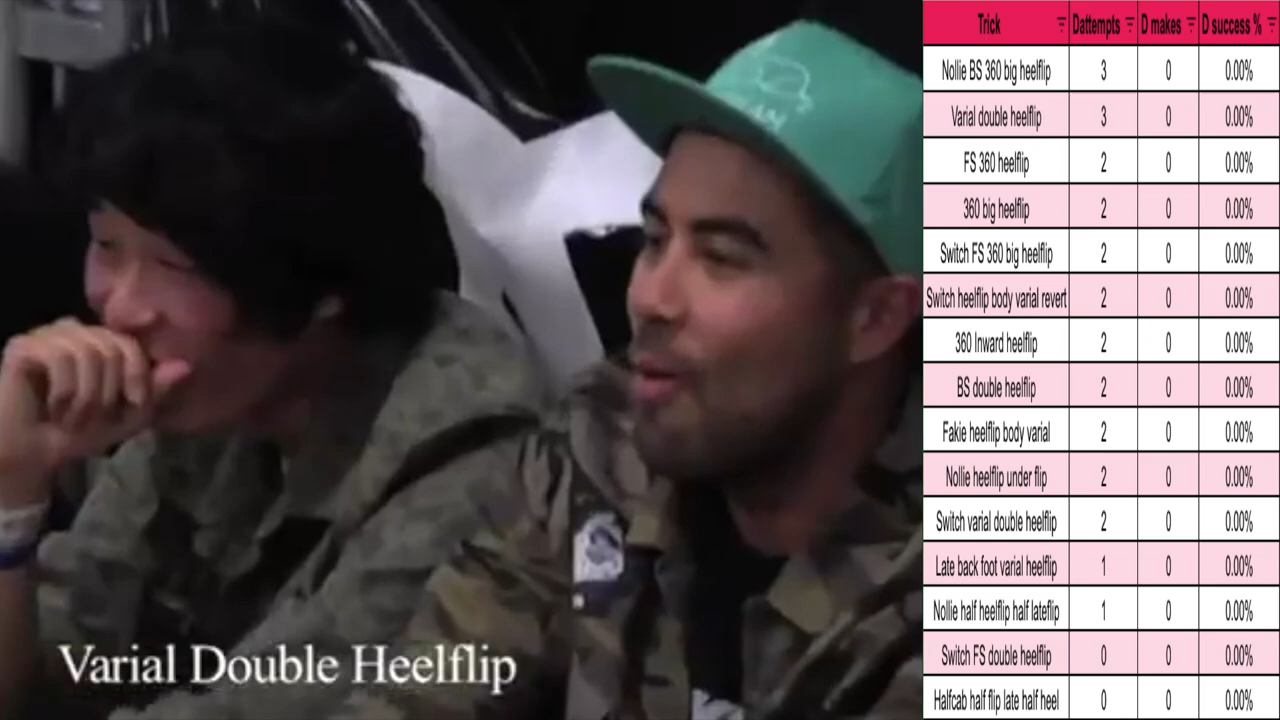 Varial Double Heelflip
Trick Dattempts D makes D success %
Nollie BS 360 big heelflip 3 0 0.00%
Varial double heelflip 3 0 0.00%
FS 360 heelflip 2 0 0.00%
360 big heelflip 2 0 0.00%
Switch FS 360 big heelflip 2 0 0.00%
Switch heelflip body varial revert 2 0 0.00%
360 Inward heelflip 2 0 0.00%
BS double heelflip 2 0 0.00%
Fakie heelflip body varial 2 0 0.00%
Nollie heelflip under flip 2 0 0.00%
Switch varial double heelflip 2 0 0.00%
Late back foot varial heelflip 1 0 0.00%
Nollie half heelflip half lateflip 1 0 0.00%
Switch FS double heelflip 0 0 0.00%
Halfcab half flip late half heel 0 0 0.00%